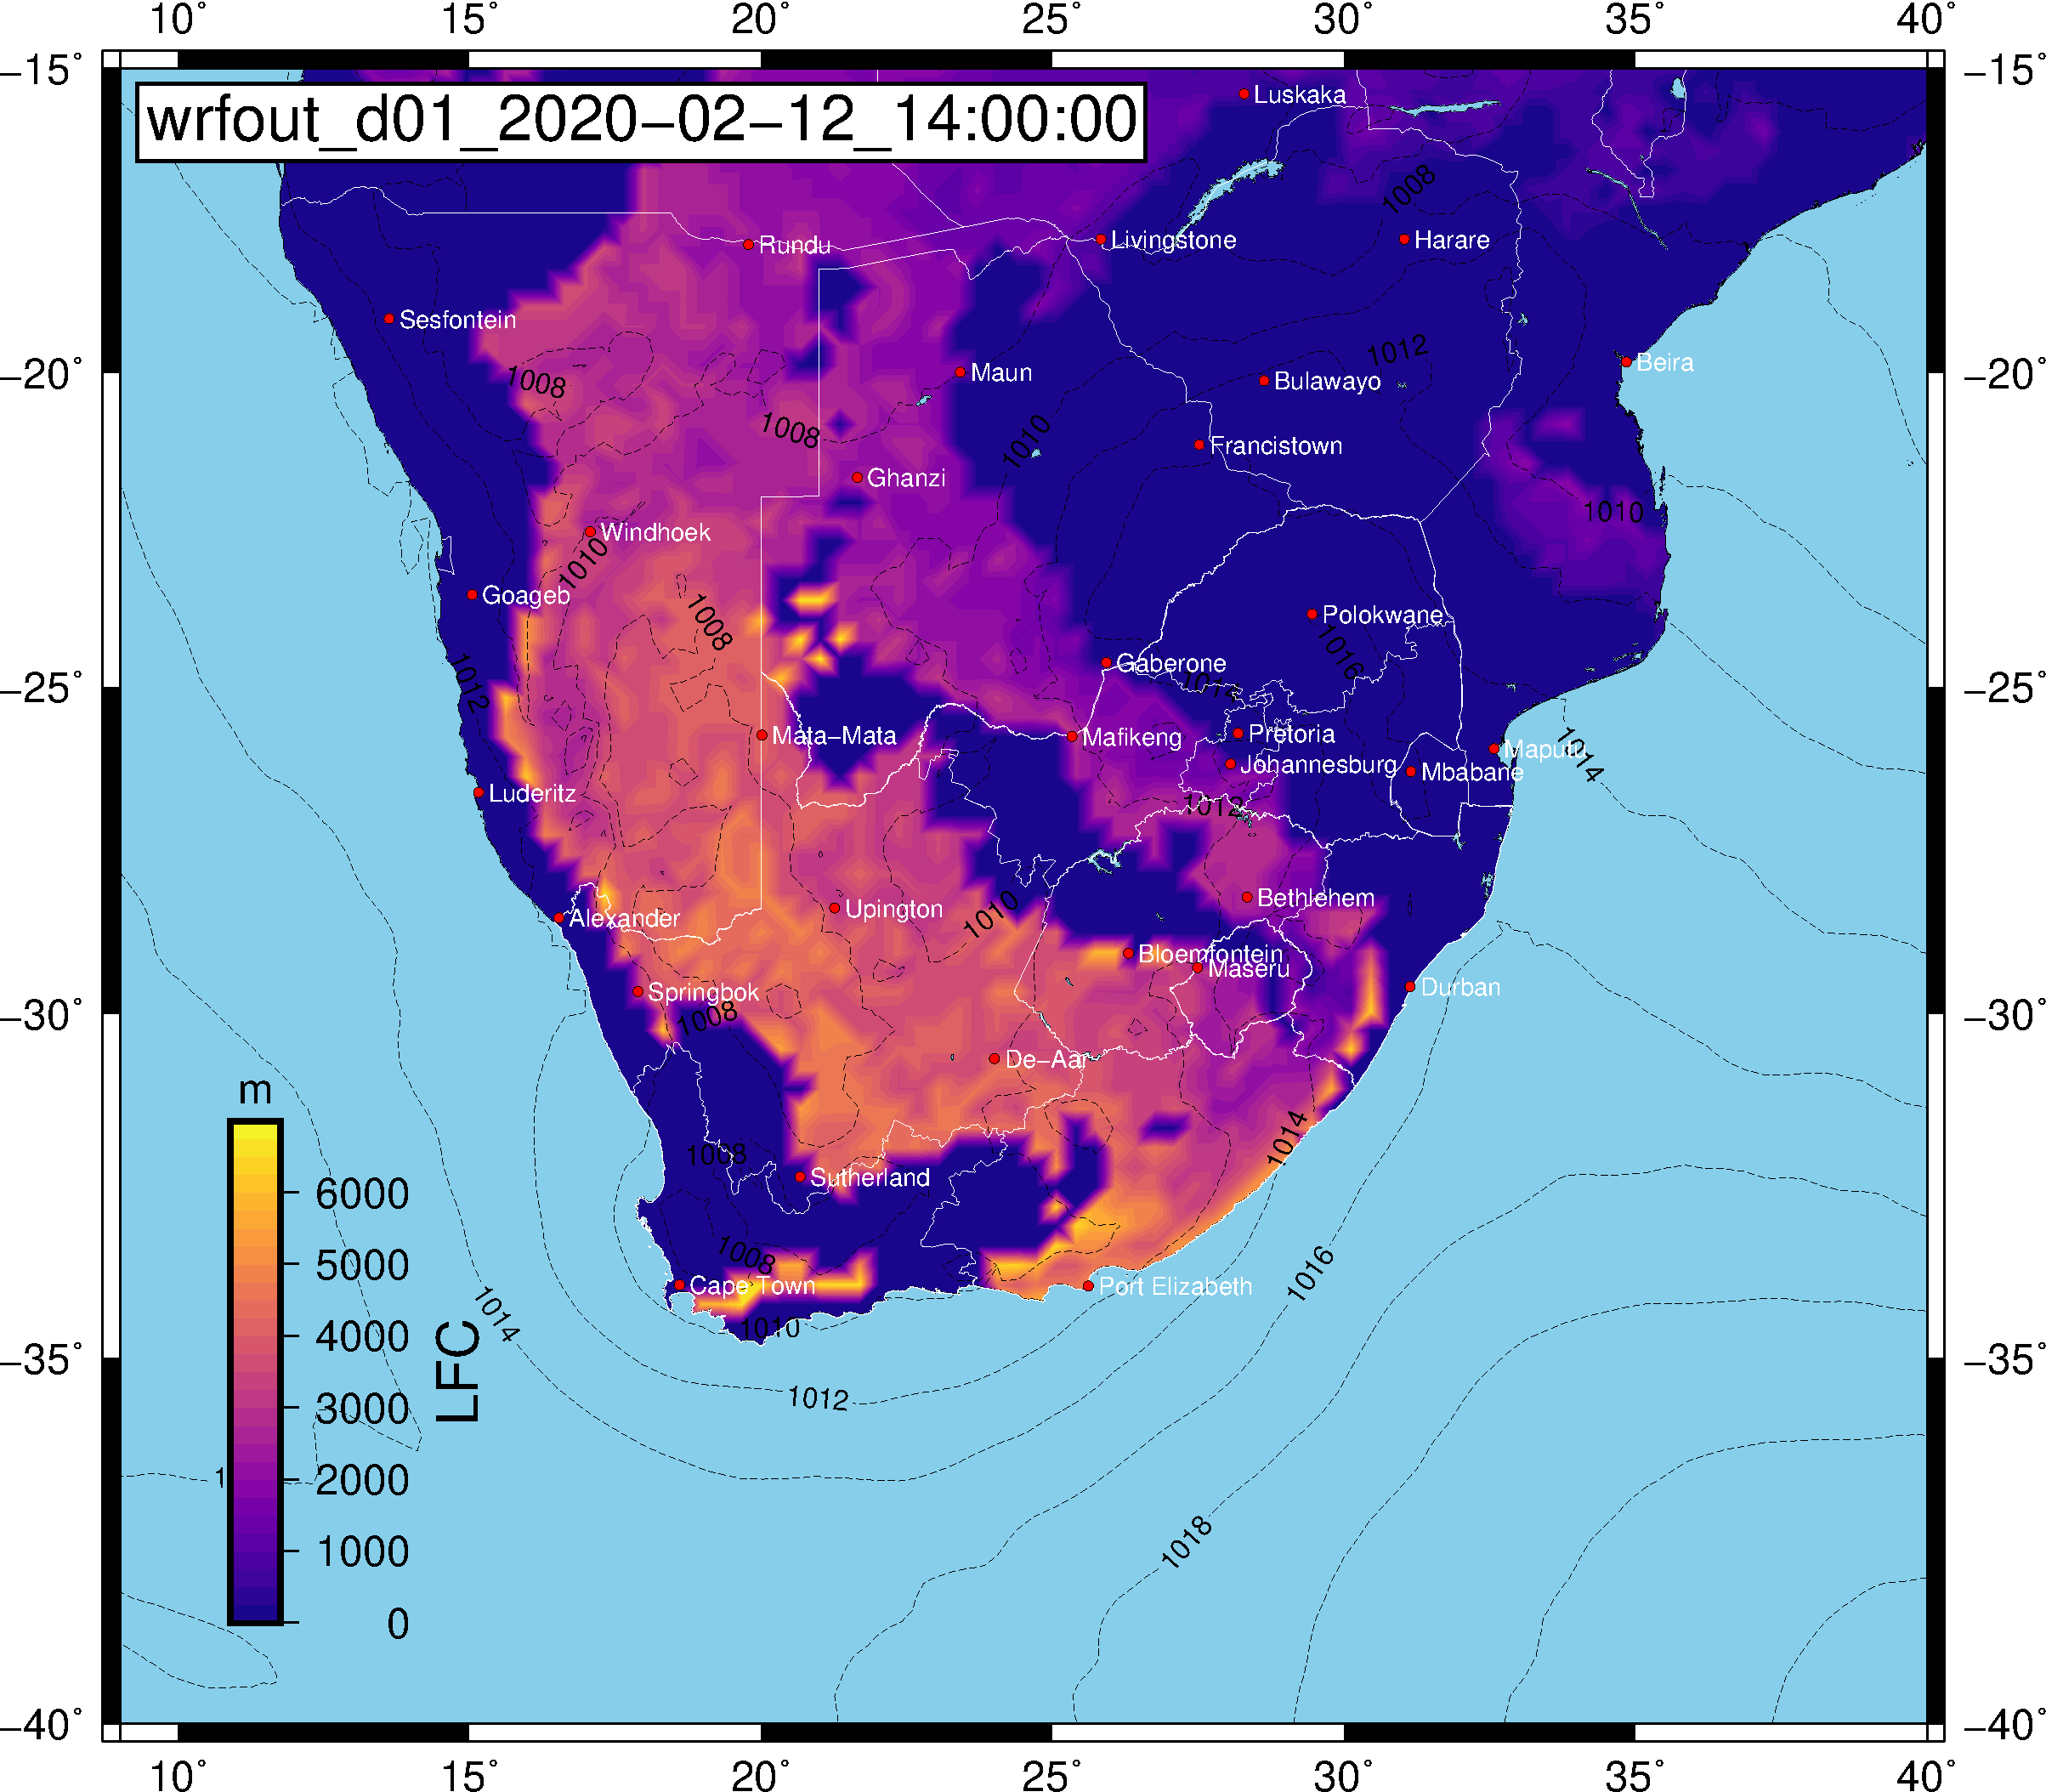 10° 15° 20° 25° 30° 35° 40°
−15° −15°
wrfout_d01_2020−02−12_14:00:00
Luskaka
1008
Rundu
Livingstone
Harare
Sesfontein
1012
−20° −20°
Maun
Beira
1008
Bulawayo
1008
1010
Francistown
Ghanzi
1010
Windhoek
1010
Goageb
1008
Polokwane
1016
Gaberone
1012
1014
−25° −25°
Mata−Mata
Mafikeng
Pretoria
Maputu
1014
Johannesburg
Mbabane
Luderitz
1012
Bethlehem
Alexander
Upington
1010
Bloemfontein
Maseru
Springbok
Durban
1008
−30° −30°
De−Aar
m
1014
1008
Sutherland
6000
1008
5000
Cape Town
Port Elizabeth
1016
1014
1010
4000
LFC
−35° −35°
3000
1012
2000
1000
1018
0
−40° −40°
10° 15° 20° 25° 30° 35° 40°